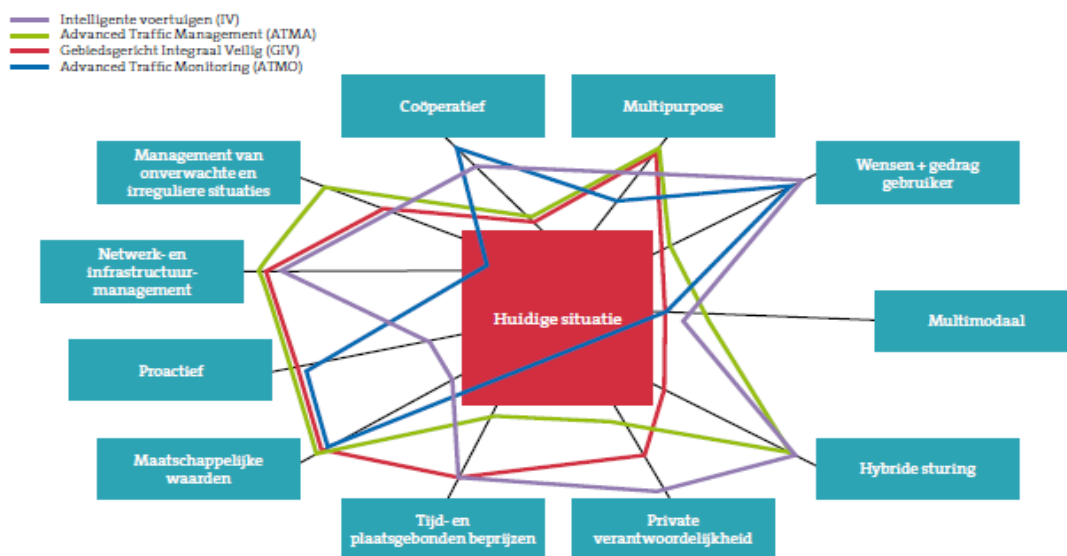 Intelligente voertuigen (IV)
Advanced Traffic Management (ATMA)
Gebiedsgericht Integraal Veilig (GIV)
Advanced Traffic Monitoring (ATMO)
Coöperatief
Multipurpose
Management van
onverwachte en
irreguliere situaties
Wensen + gedrag
gebruiker
Netwerk- en
infrastructuur-
management
Huidige situatie
Multimodaal
Proactief
Maatschappelijke
waarden
Hybride sturing
Tijd- en
plaatsgebonden beprijzen
Private
verantwoordelijkheid